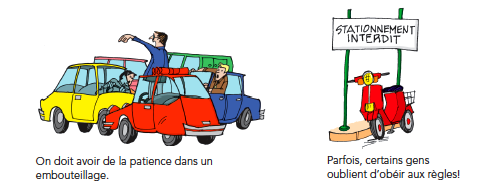 STATIONNEMENT
INTERDIT
On doit avoir de la patience dans un
embouteillage.
Parfois, certains gens
oublient d'obéir aux règles!